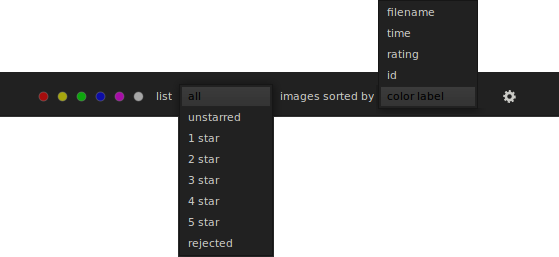 filename
time
rating
id
list all images sorted by color label
unstarred
1 star
2 star
3 star
4 star
5 star
rejected